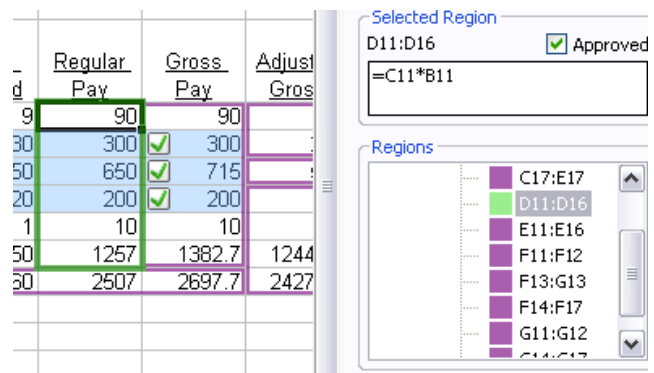 Regular Gross Adjust
d Pay Pay Gros
9 90 90
30 300 300
50 650 715
20 200 200
1 10 10
50 1257 1382.7 1244
50 2507 2697.7 2427
Selected Region
D11:D16 Approved
=C11*B11
Regions
C17:E17
D11:D16
E11:E16
F11:F12
F13:G13
F14:F17
G11:G12
G14:G17